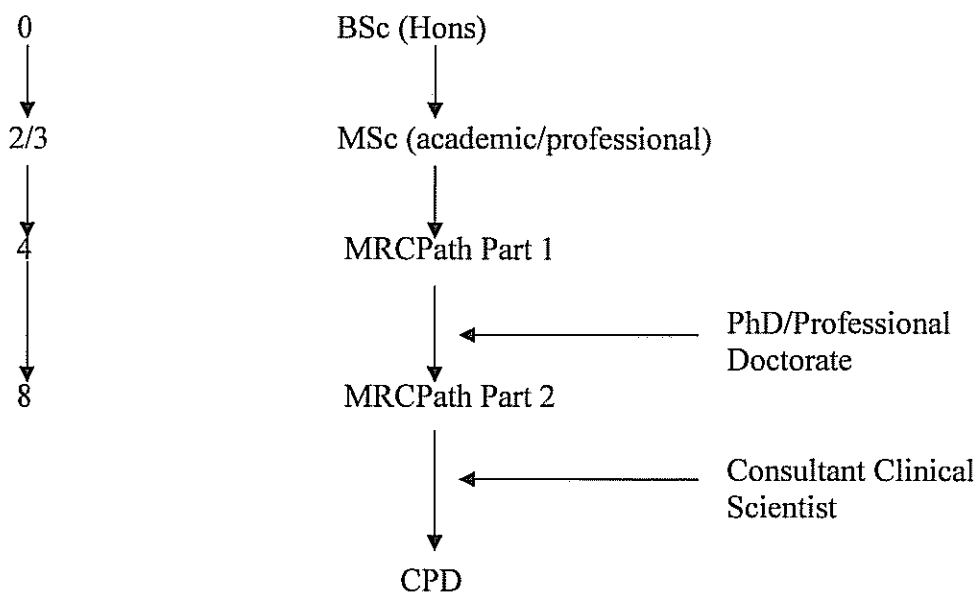 0 BSc (Hons)
2/3 MSc (academic/professional)
4 MRCPath Part 1
PhD/Professional
Doctorate
8 MRCPath Part 2
Consultant Clinical
Scientist
CPD